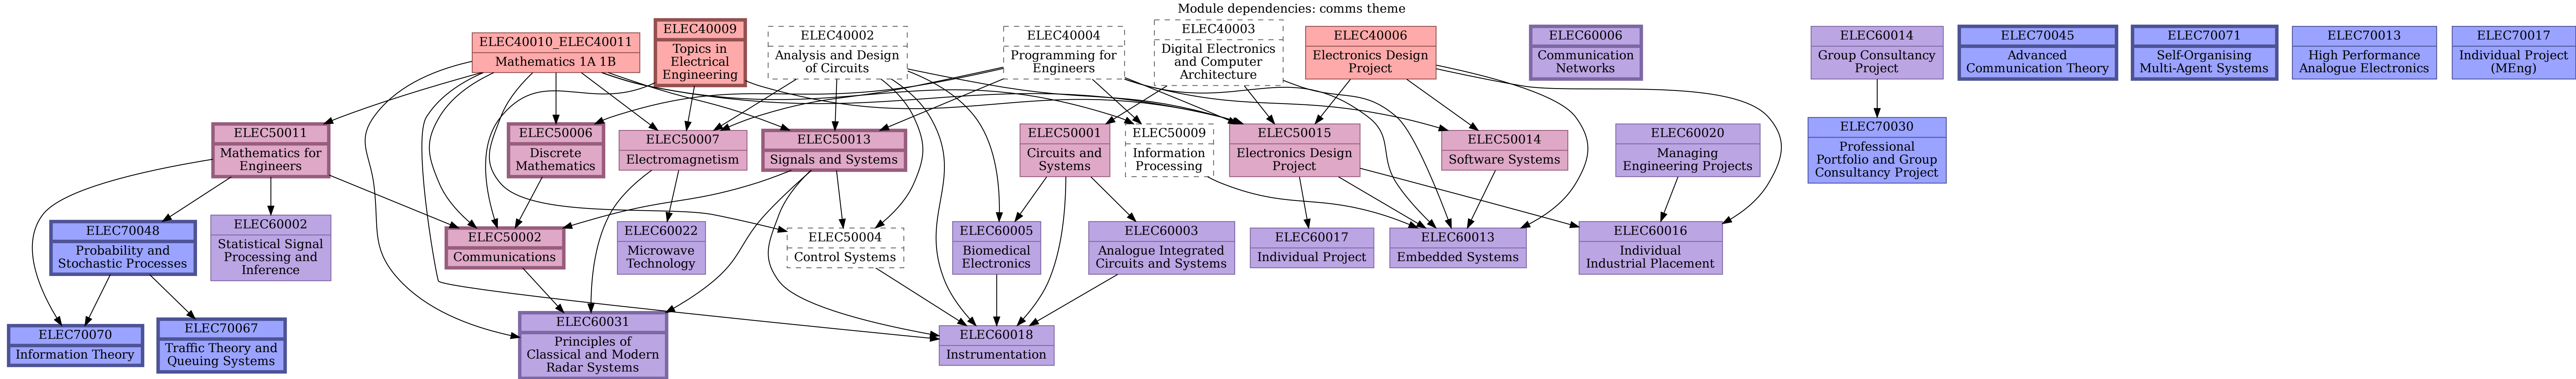 Module dependencies: comms theme
ELEC40010_ELEC40011
Mathematics 1A 1B
ELEC40009
Topics in
Electrical
Engineering
ELEC40002
Analysis and Design
of Circuits
ELEC40004
Programming for
Engineers
ELEC40003
Digital Electronics
and Computer
Architecture
ELEC40006
Electronics Design
Project
ELEC60006
Communication
Networks
ELEC60014
Group Consultancy
Project
ELEC70045
Advanced
Communication Theory
ELEC70071
Self-Organising
Multi-Agent Systems
ELEC70013
High Performance
Analogue Electronics
ELEC70017
Individual Project
(MEng)
ELEC50011
Mathematics for
Engineers
ELEC50006
Discrete
Mathematics
ELEC50007
Electromagnetism
ELEC50013
Signals and Systems
ELEC50001
Circuits and
Systems
ELEC50009
Information
Processing
ELEC50015
Electronics Design
Project
ELEC50014
Software Systems
ELEC60020
Managing
Engineering Projects
ELEC70030
Professional
Portfolio and Group
Consultancy Project
ELEC70048
Probability and
Stochastic Processes
ELEC60002
Statistical Signal
Processing and
Inference
ELEC50002
Communications
ELEC60022
Microwave
Technology
ELEC50004
Control Systems
ELEC60005
Biomedical
Electronics
ELEC60003
Analogue Integrated
Circuits and Systems
ELEC60017
Individual Project
ELEC60013
Embedded Systems
ELEC60016
Individual
Industrial Placement
ELEC70070
Information Theory
ELEC70067
Traffic Theory and
Queuing Systems
ELEC60031
Principles of
Classical and Modern
Radar Systems
ELEC60018
Instrumentation